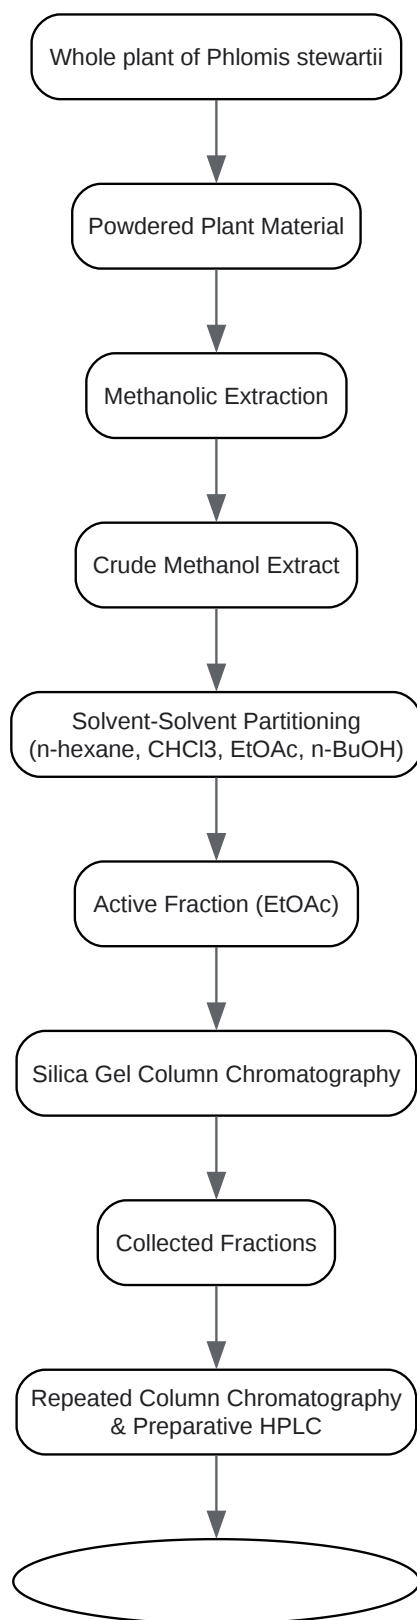 Whole plant of Phlomis stewartii
Powdered Plant Material
Methanolic Extraction
Crude Methanol Extract
Solvent-Solvent Partitioning
(n-hexane, CHCl3, EtOAc, n-BuOH)
Active Fraction (EtOAc)
Silica Gel Column Chromatography
Collected Fractions
Repeated Column Chromatography
& Preparative HPLC